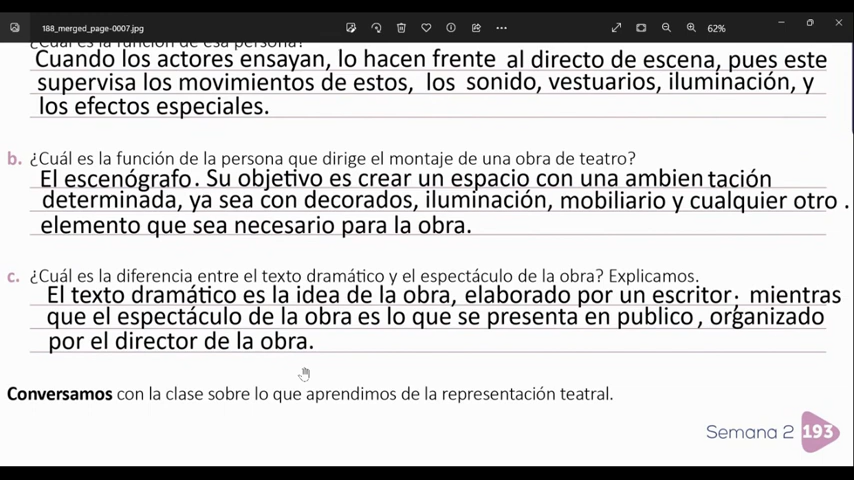 188_merged_page-0007.jpg
62%
¿Cuál es la función de esa persona?
Cuando los actores ensayan, lo hacen frente al directo de escena, pues este
supervisa los movimientos de estos, los sonido, vestuarios, iluminación, y
los efectos especiales.
b. ¿Cuál es la función de la persona que dirige el montaje de una obra de teatro?
El escenógrafo. Su objetivo es crear un espacio con una ambien tación
determinada, ya sea con decorados, iluminación, mobiliario y cualquier otro .
elemento que sea necesario para la obra.
c. ¿Cuál es la diferencia entre el texto dramático y el espectáculo de la obra? Explicamos.
El texto dramático es la idea de la obra, elaborado por un escritor; mientras
que el espectáculo de la obra es lo que se presenta en publico, organizado
por el director de la obra.
Conversamos con la clase sobre lo que aprendimos de la representación teatral.
Semana 2 193